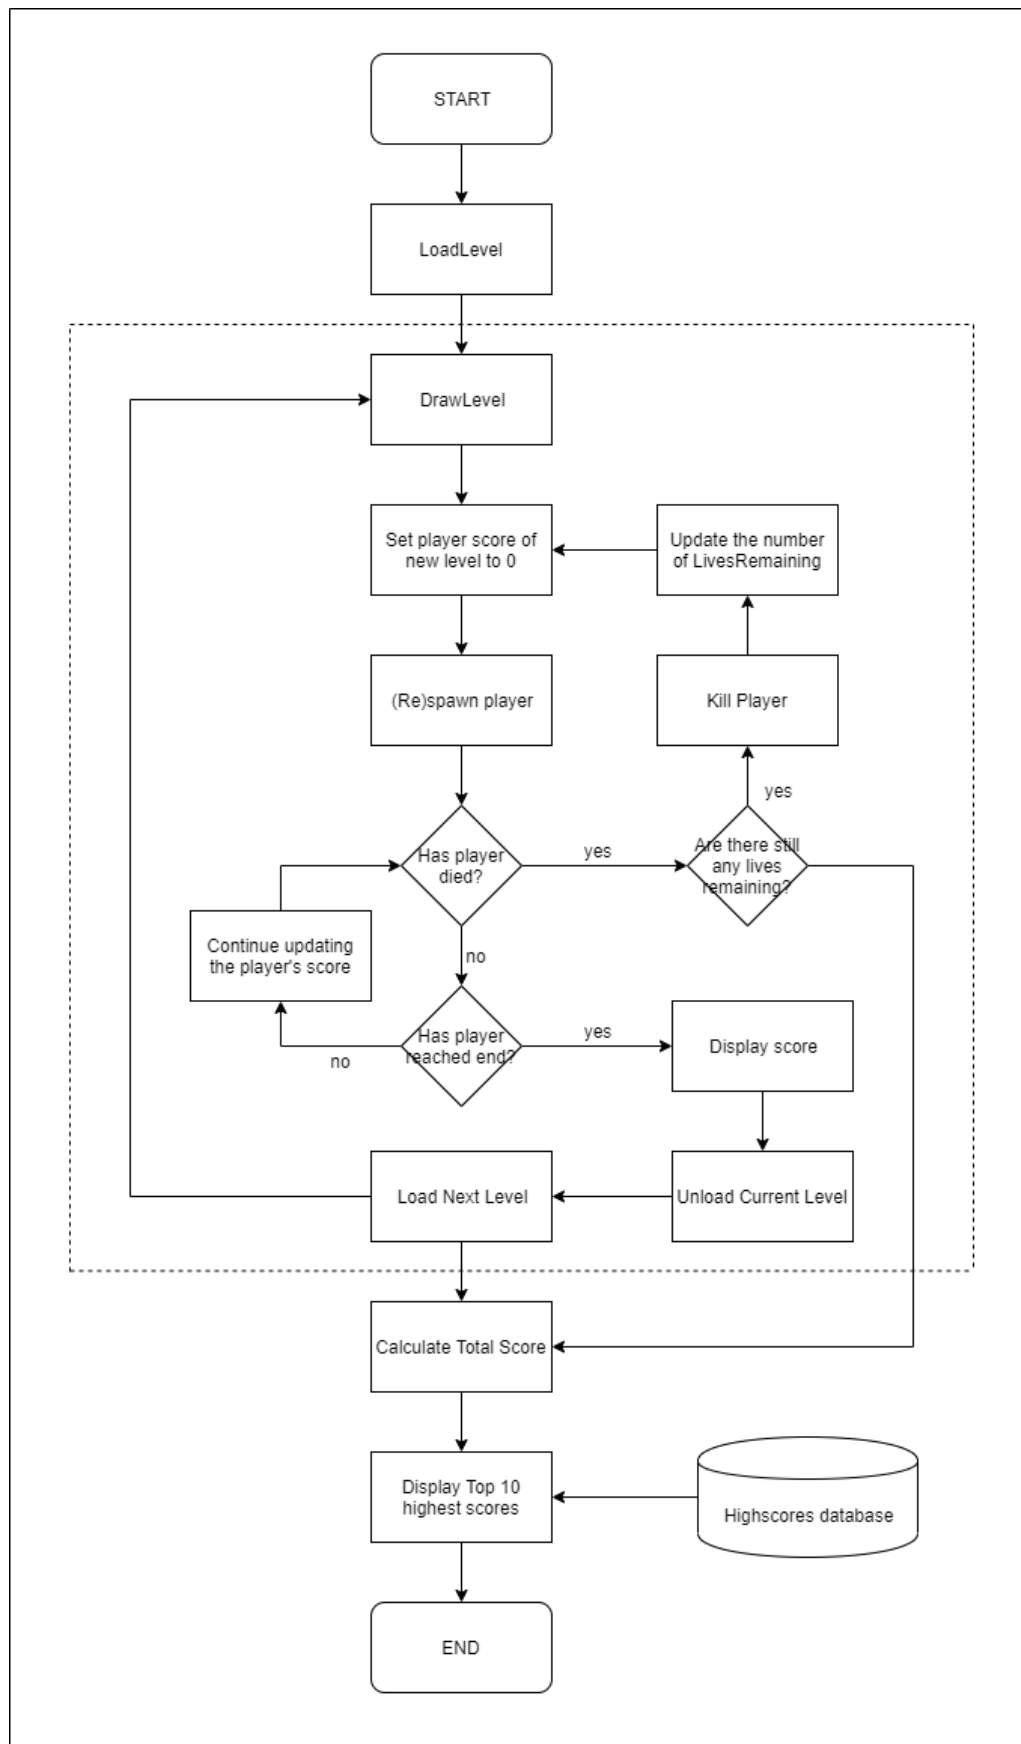 START
LoadLevel
DrawLevel
Set player score of
new level to 0
Update the number
of LivesRemaining
(Re)spawn player
Kill Player
yes
Has player
died?
yes
Are there still
any lives
remaining?
Continue updating
the player's score
no
Has player
reached end?
yes
no
Display score
Load Next Level
Unload Current Level
Calculate Total Score
Display Top 10
highest scores
Highscores database
END